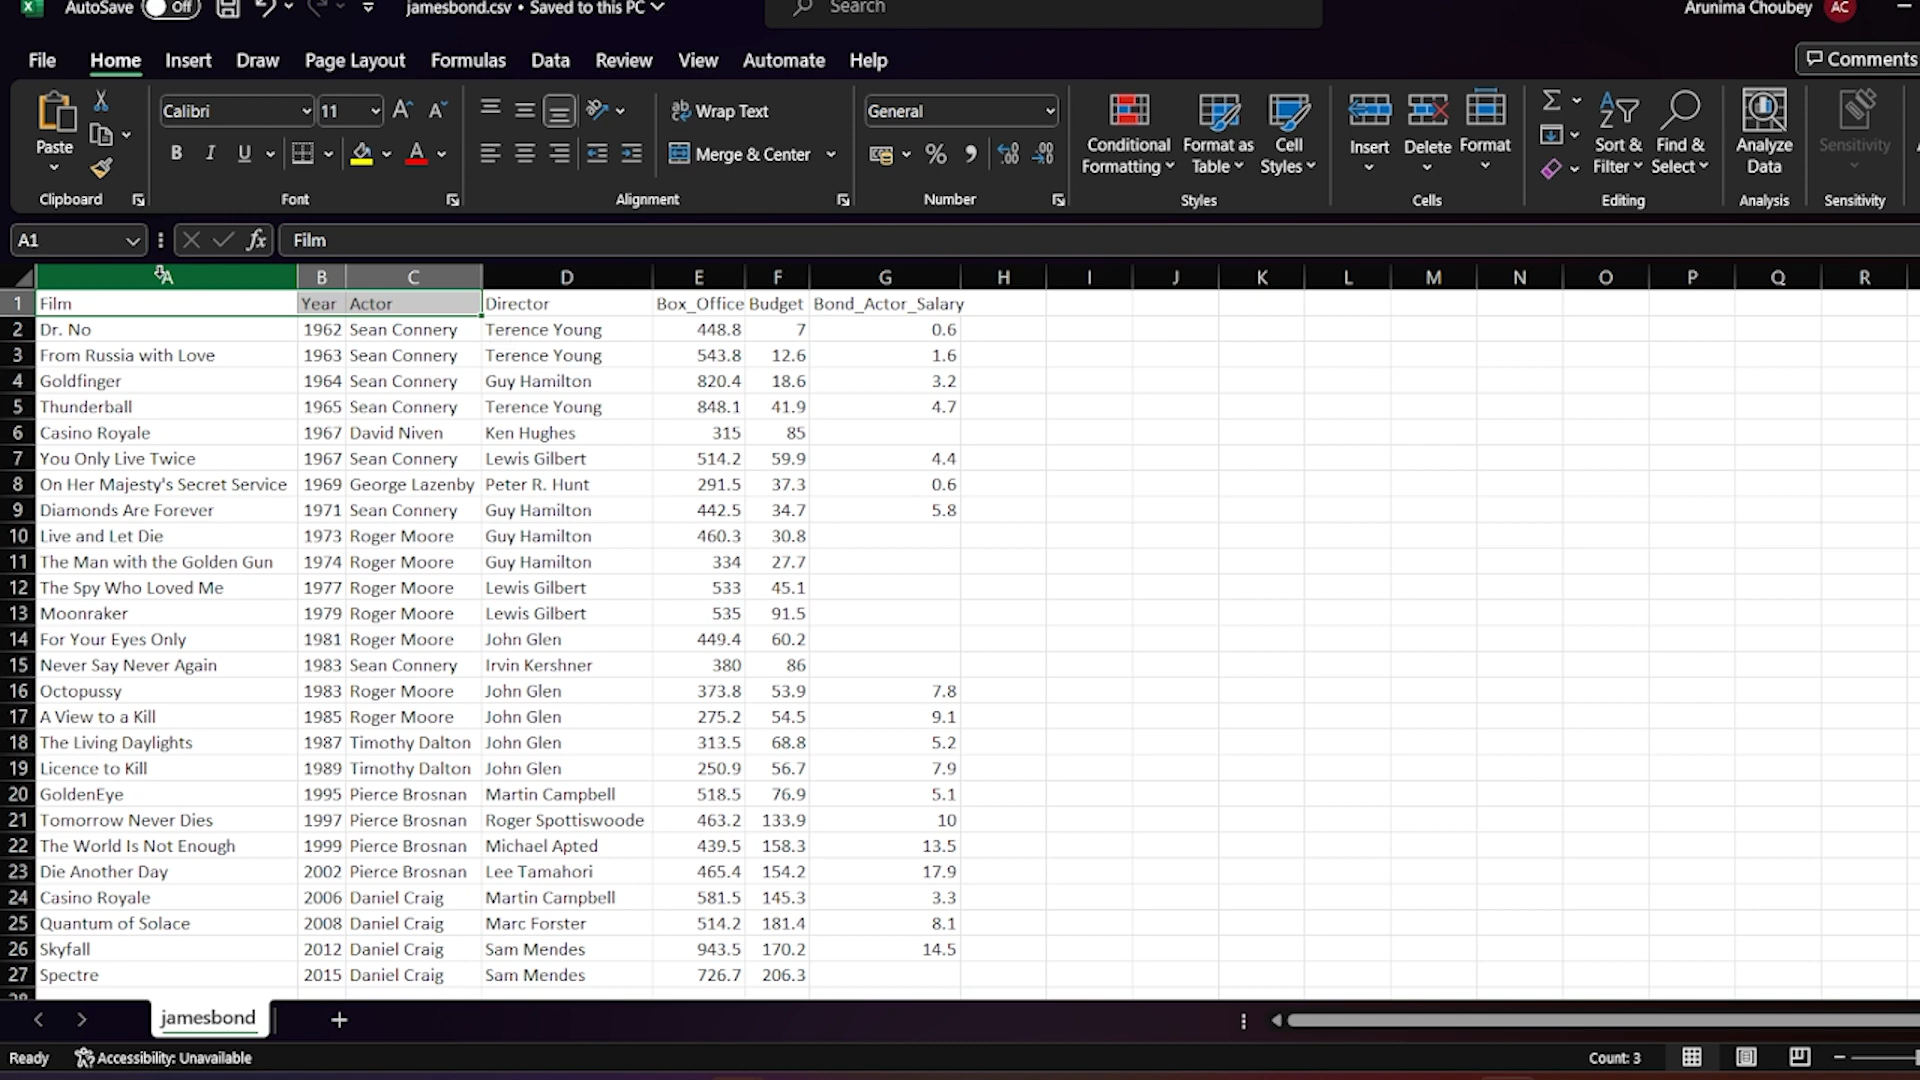 AutoSave Off jamesbond.csv • Saved to this PC Search Arunima Choubey AC
File Home Insert Draw Page Layout Formulas Data Review View Automate Help Comments
Calibri 11 Wrap Text General
Paste B I U Merge & Center % Conditional Formatting Format as Table Cell Styles Insert Delete Format Sort & Filter Find & Select Analyze Data Sensitivity
Clipboard Font Alignment Number Styles Cells Editing Analysis Sensitivity
A1 fx Film
A B C D E F G H I J K L M N O P Q R
1 Film Year Actor Director Box_Office Budget Bond_Actor_Salary
2 Dr. No 1962 Sean Connery Terence Young 448.8 7 0.6
3 From Russia with Love 1963 Sean Connery Terence Young 543.8 12.6 1.6
4 Goldfinger 1964 Sean Connery Guy Hamilton 820.4 18.6 3.2
5 Thunderball 1965 Sean Connery Terence Young 848.1 41.9 4.7
6 Casino Royale 1967 David Niven Ken Hughes 315 85
7 You Only Live Twice 1967 Sean Connery Lewis Gilbert 514.2 59.9 4.4
8 On Her Majesty's Secret Service 1969 George Lazenby Peter R. Hunt 291.5 37.3 0.6
9 Diamonds Are Forever 1971 Sean Connery Guy Hamilton 442.5 34.7 5.8
10 Live and Let Die 1973 Roger Moore Guy Hamilton 460.3 30.8
11 The Man with the Golden Gun 1974 Roger Moore Guy Hamilton 334 27.7
12 The Spy Who Loved Me 1977 Roger Moore Lewis Gilbert 533 45.1
13 Moonraker 1979 Roger Moore Lewis Gilbert 535 91.5
14 For Your Eyes Only 1981 Roger Moore John Glen 449.4 60.2
15 Never Say Never Again 1983 Sean Connery Irvin Kershner 380 86
16 Octopussy 1983 Roger Moore John Glen 373.8 53.9 7.8
17 A View to a Kill 1985 Roger Moore John Glen 275.2 54.5 9.1
18 The Living Daylights 1987 Timothy Dalton John Glen 313.5 68.8 5.2
19 Licence to Kill 1989 Timothy Dalton John Glen 250.9 56.7 7.9
20 GoldenEye 1995 Pierce Brosnan Martin Campbell 518.5 76.9 5.1
21 Tomorrow Never Dies 1997 Pierce Brosnan Roger Spottiswoode 463.2 133.9 10
22 The World Is Not Enough 1999 Pierce Brosnan Michael Apted 439.5 158.3 13.5
23 Die Another Day 2002 Pierce Brosnan Lee Tamahori 465.4 154.2 17.9
24 Casino Royale 2006 Daniel Craig Martin Campbell 581.5 145.3 3.3
25 Quantum of Solace 2008 Daniel Craig Marc Forster 514.2 181.4 8.1
26 Skyfall 2012 Daniel Craig Sam Mendes 943.5 170.2 14.5
27 Spectre 2015 Daniel Craig Sam Mendes 726.7 206.3
28
jamesbond
Ready Accessibility: Unavailable Count: 3